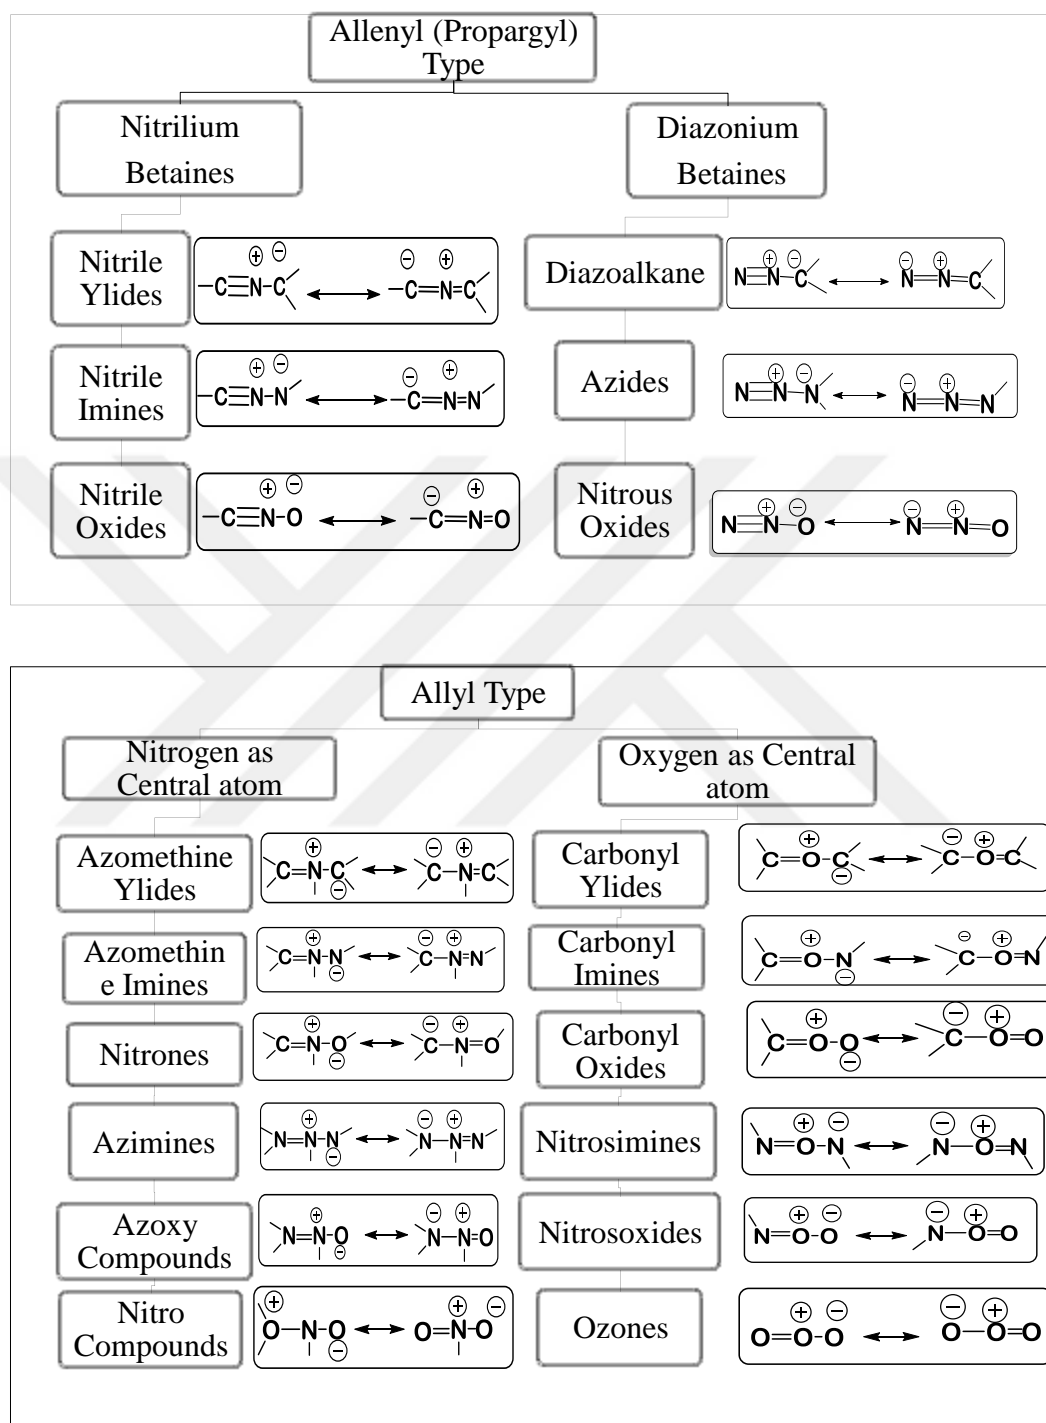 Allenyl (Propargyl)
Type
Nitrilium
Betaines
Diazonium
Betaines
Nitrile
Ylides
⊕ ⊖
–C≡N–C ↔ ⊖ ⊕
–C=N=C
Diazoalkane
⊕ ⊖
N≡N–C ↔ ⊖ ⊕
N=N=C
Nitrile
Imines
⊕ ⊖
–C≡N–N ↔ ⊖ ⊕
–C=N=N
Azides
⊕ ⊖
N≡N–N ↔ ⊖ ⊕
N=N=N
Nitrile
Oxides
⊕ ⊖
–C≡N–O ↔ ⊖ ⊕
–C=N=O
Nitrous
Oxides
⊕ ⊖
N≡N–O ↔ ⊖ ⊕
N=N=O
Allyl Type
Nitrogen as
Central atom
Oxygen as Central
atom
Azomethine
Ylides
⊕ ⊖
C=N–C ↔ ⊖ ⊕
C–N=C
Carbonyl
Ylides
⊕ ⊖
C=O–C ↔ ⊖ ⊕
C–O=C
Azomethin
e Imines
⊕ ⊖
C=N–N ↔ ⊖ ⊕
C–N=N
Carbonyl
Imines
⊕ ⊖
C=O–N ↔ ⊖ ⊕
C–O=N
Nitrones
⊕ ⊖
C=N–O ↔ ⊖ ⊕
C–N=O
Carbonyl
Oxides
⊕ ⊖
C=O–O ↔ ⊖ ⊕
C–O=O
Azimines
⊕ ⊖
N=N–N ↔ ⊖ ⊕
N–N=N
Nitrosimines
⊕ ⊖
N=O–N ↔ ⊖ ⊕
N–O=N
Azoxy
Compounds
⊕ ⊖
N=N–O ↔ ⊖ ⊕
N–N=O
Nitrosoxides
⊕ ⊖
N=O–O ↔ ⊖ ⊕
N–O=O
Nitro
Compounds
⊕ ⊖
O–N–O ↔ ⊕ ⊖
O=N–O
Ozones
⊕ ⊖
O=O–O ↔ ⊖ ⊕
O–O=O